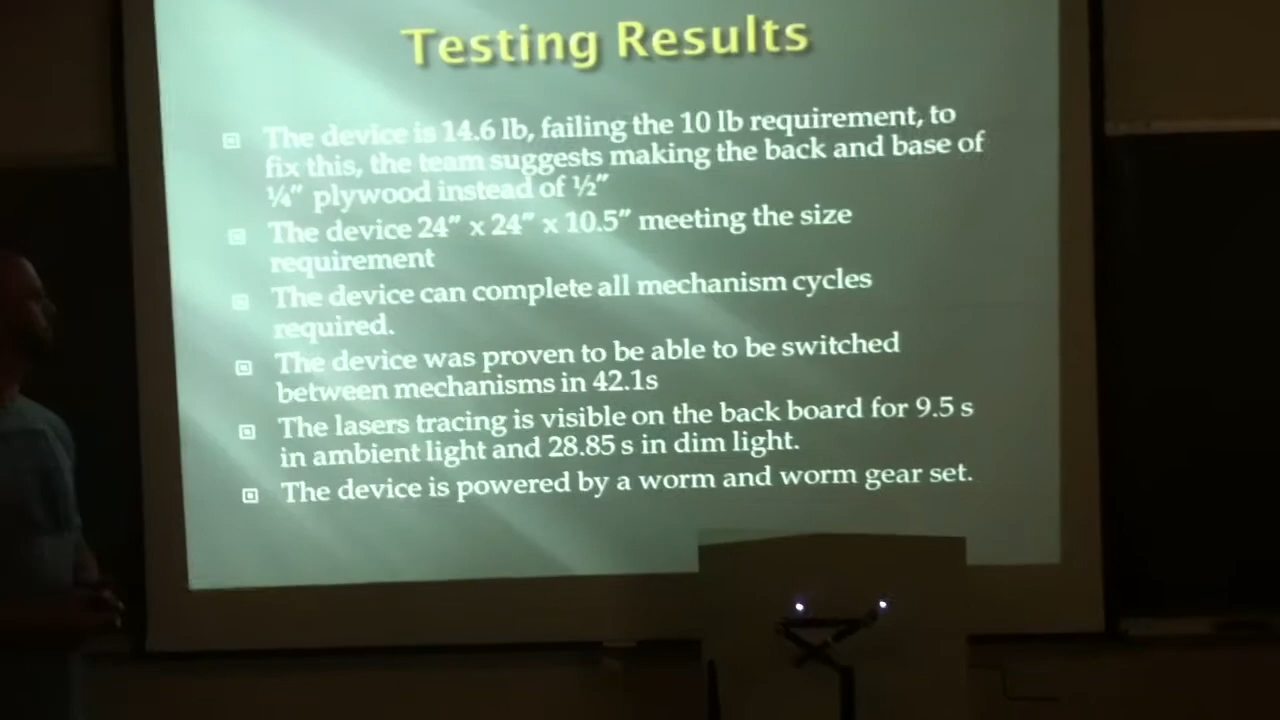 Testing Results
The device is 14.6 lb, failing the 10 lb requirement, to
fix this, the team suggests making the back and base of
¼” plywood instead of ½”
The device 24” x 24” x 10.5” meeting the size
requirement
The device can complete all mechanism cycles
required.
The device was proven to be able to be switched
between mechanisms in 42.1s
The lasers tracing is visible on the back board for 9.5 s
in ambient light and 28.85 s in dim light.
The device is powered by a worm and worm gear set.